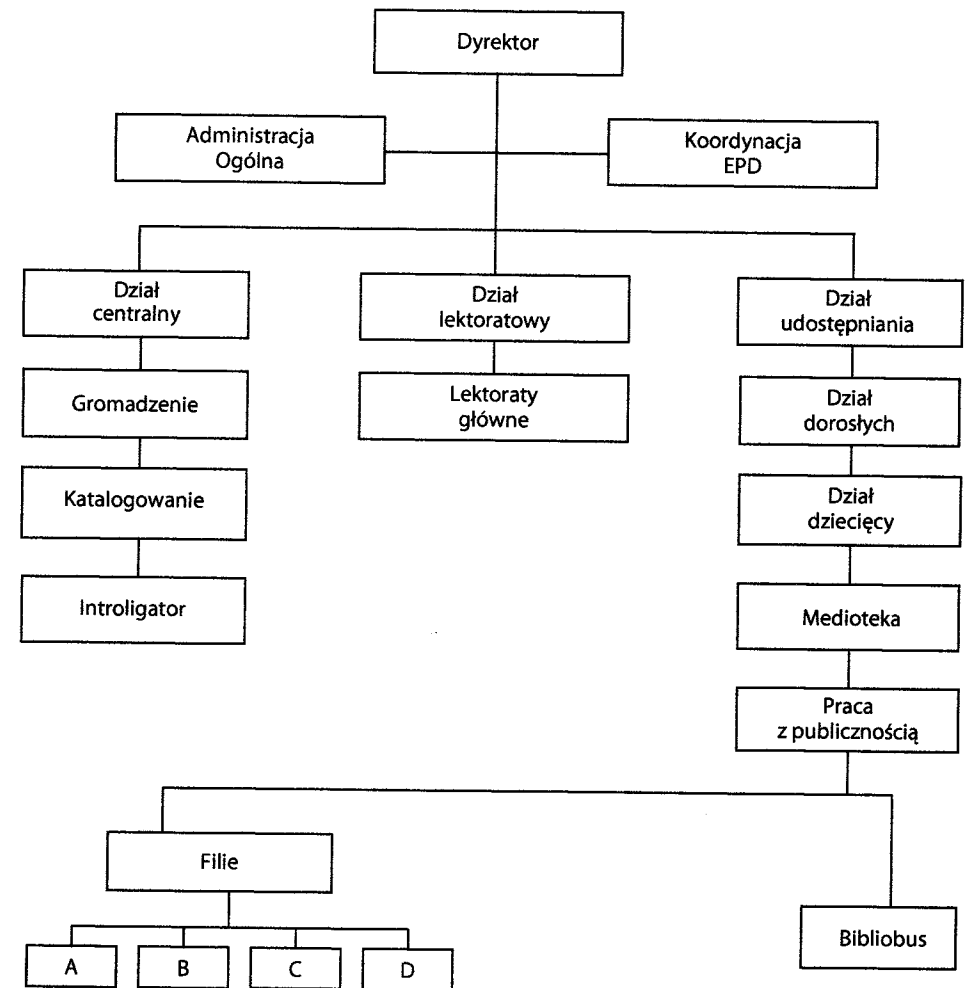 Dyrektor
Administracja
Ogólna
Koordynacja
EPD
Dział
centralny
Dział
lektoratowy
Dział
udostępniania
Gromadzenie
Lektoraty
główne
Dział
dorosłych
Katalogowanie
Dział
dziecięcy
Introligator
Medioteka
Praca
z publicznością
Filie
Bibliobus
A
B
C
D